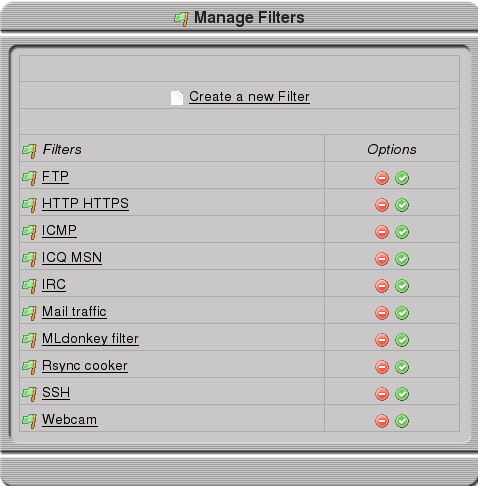 Manage Filters
Create a new Filter
Filters Options
FTP
HTTP HTTPS
ICMP
ICQ MSN
IRC
Mail traffic
MLdonkey filter
Rsync cooker
SSH
Webcam